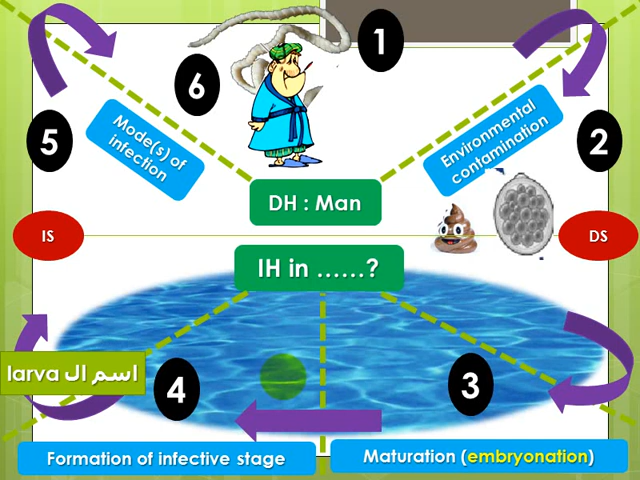 1
6
5
2
Mode(s) of
infection
Environmental
contamination
DH : Man
IS
DS
IH in ......?
اسم ال larva
4
3
Formation of infective stage
Maturation (embryonation)